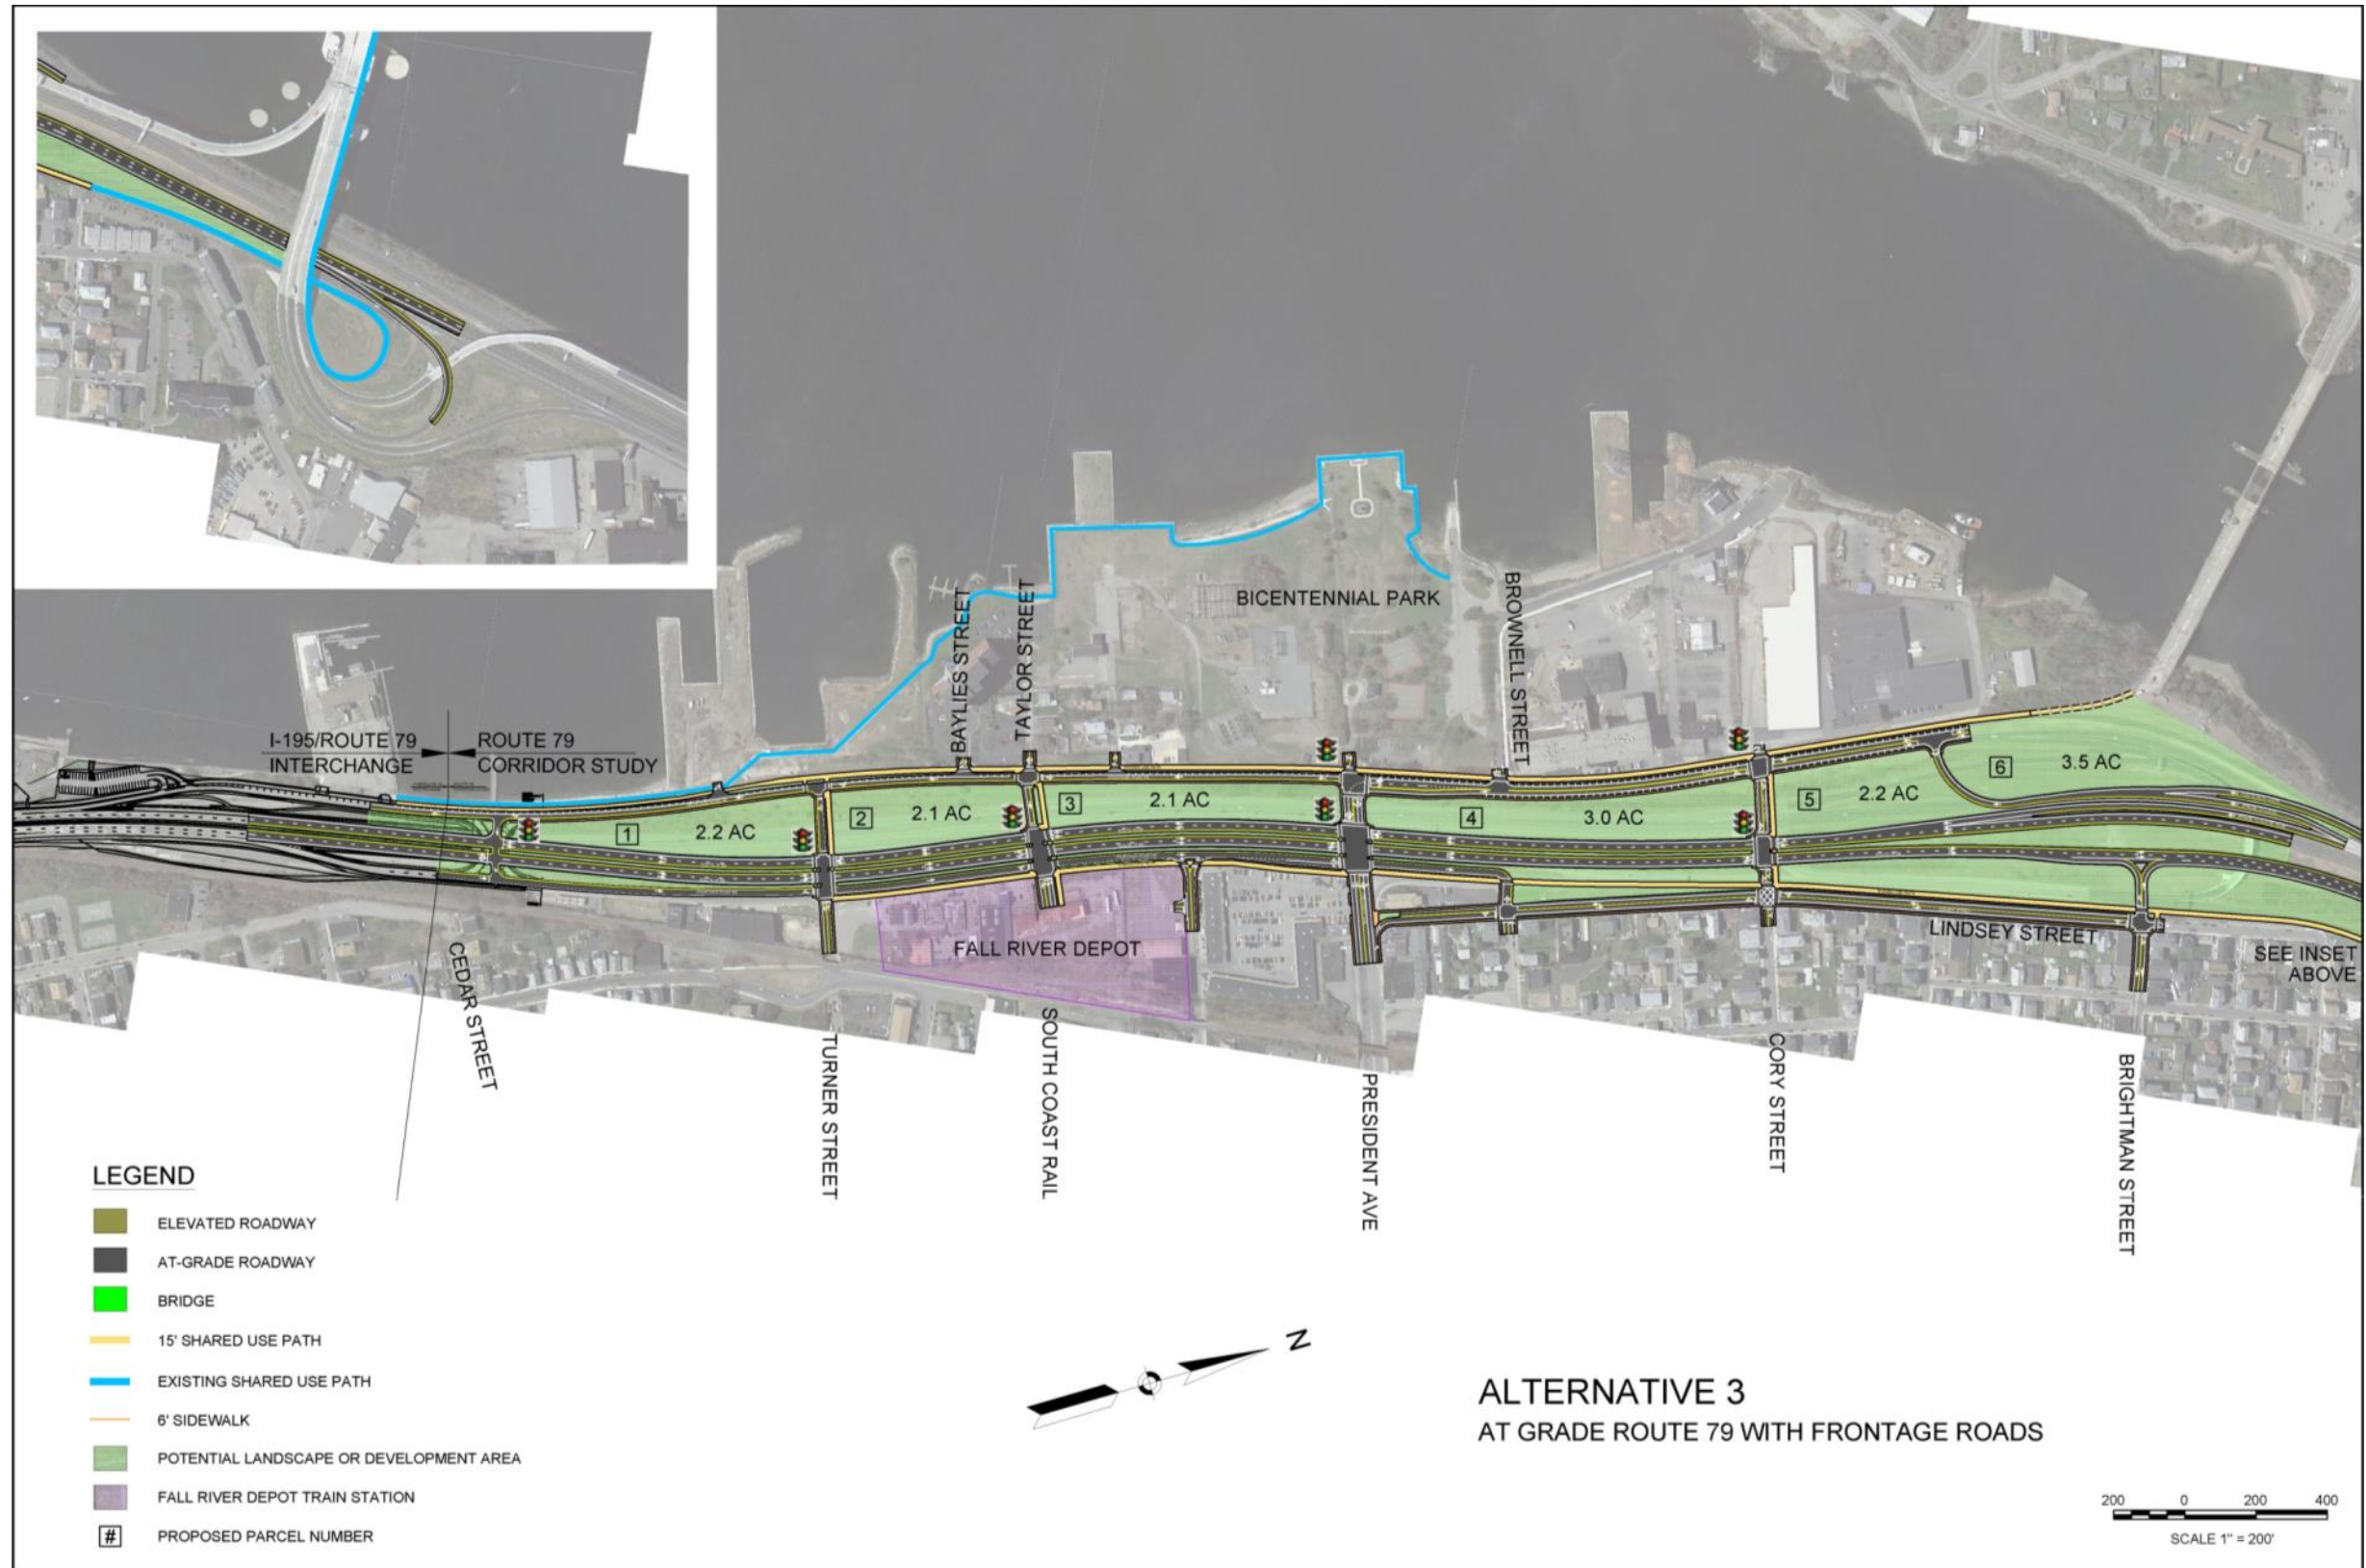 BAYLIES STREET
TAYLOR STREET
BICENTENNIAL PARK
BROWNELL STREET
I-195/ROUTE 79
INTERCHANGE
ROUTE 79
CORRIDOR STUDY
1
2.2 AC
2
2.1 AC
3
2.1 AC
4
3.0 AC
5
2.2 AC
6
3.5 AC
FALL RIVER DEPOT
LINDSEY STREET
SEE INSET
ABOVE
CEDAR STREET
TURNER STREET
SOUTH COAST RAIL
PRESIDENT AVE
CORY STREET
BRIGHTMAN STREET
LEGEND
ELEVATED ROADWAY
AT-GRADE ROADWAY
BRIDGE
15' SHARED USE PATH
EXISTING SHARED USE PATH
6' SIDEWALK
POTENTIAL LANDSCAPE OR DEVELOPMENT AREA
FALL RIVER DEPOT TRAIN STATION
# PROPOSED PARCEL NUMBER
N
ALTERNATIVE 3
AT GRADE ROUTE 79 WITH FRONTAGE ROADS
200 0 200 400
SCALE 1" = 200'